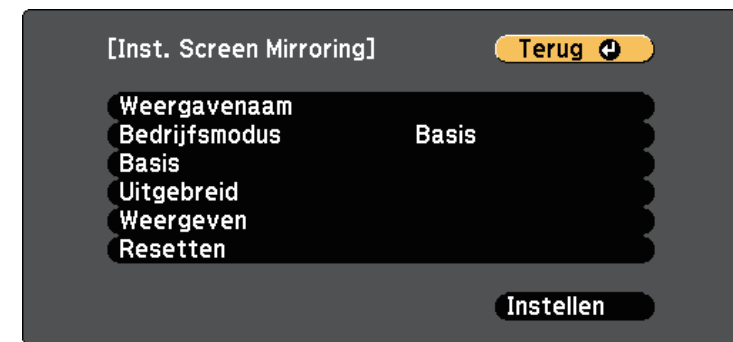 [Inst. Screen Mirroring] Terug
Weergavenaam
Bedrijfsmodus Basis
Basis
Uitgebreid
Weergeven
Resetten
Instellen